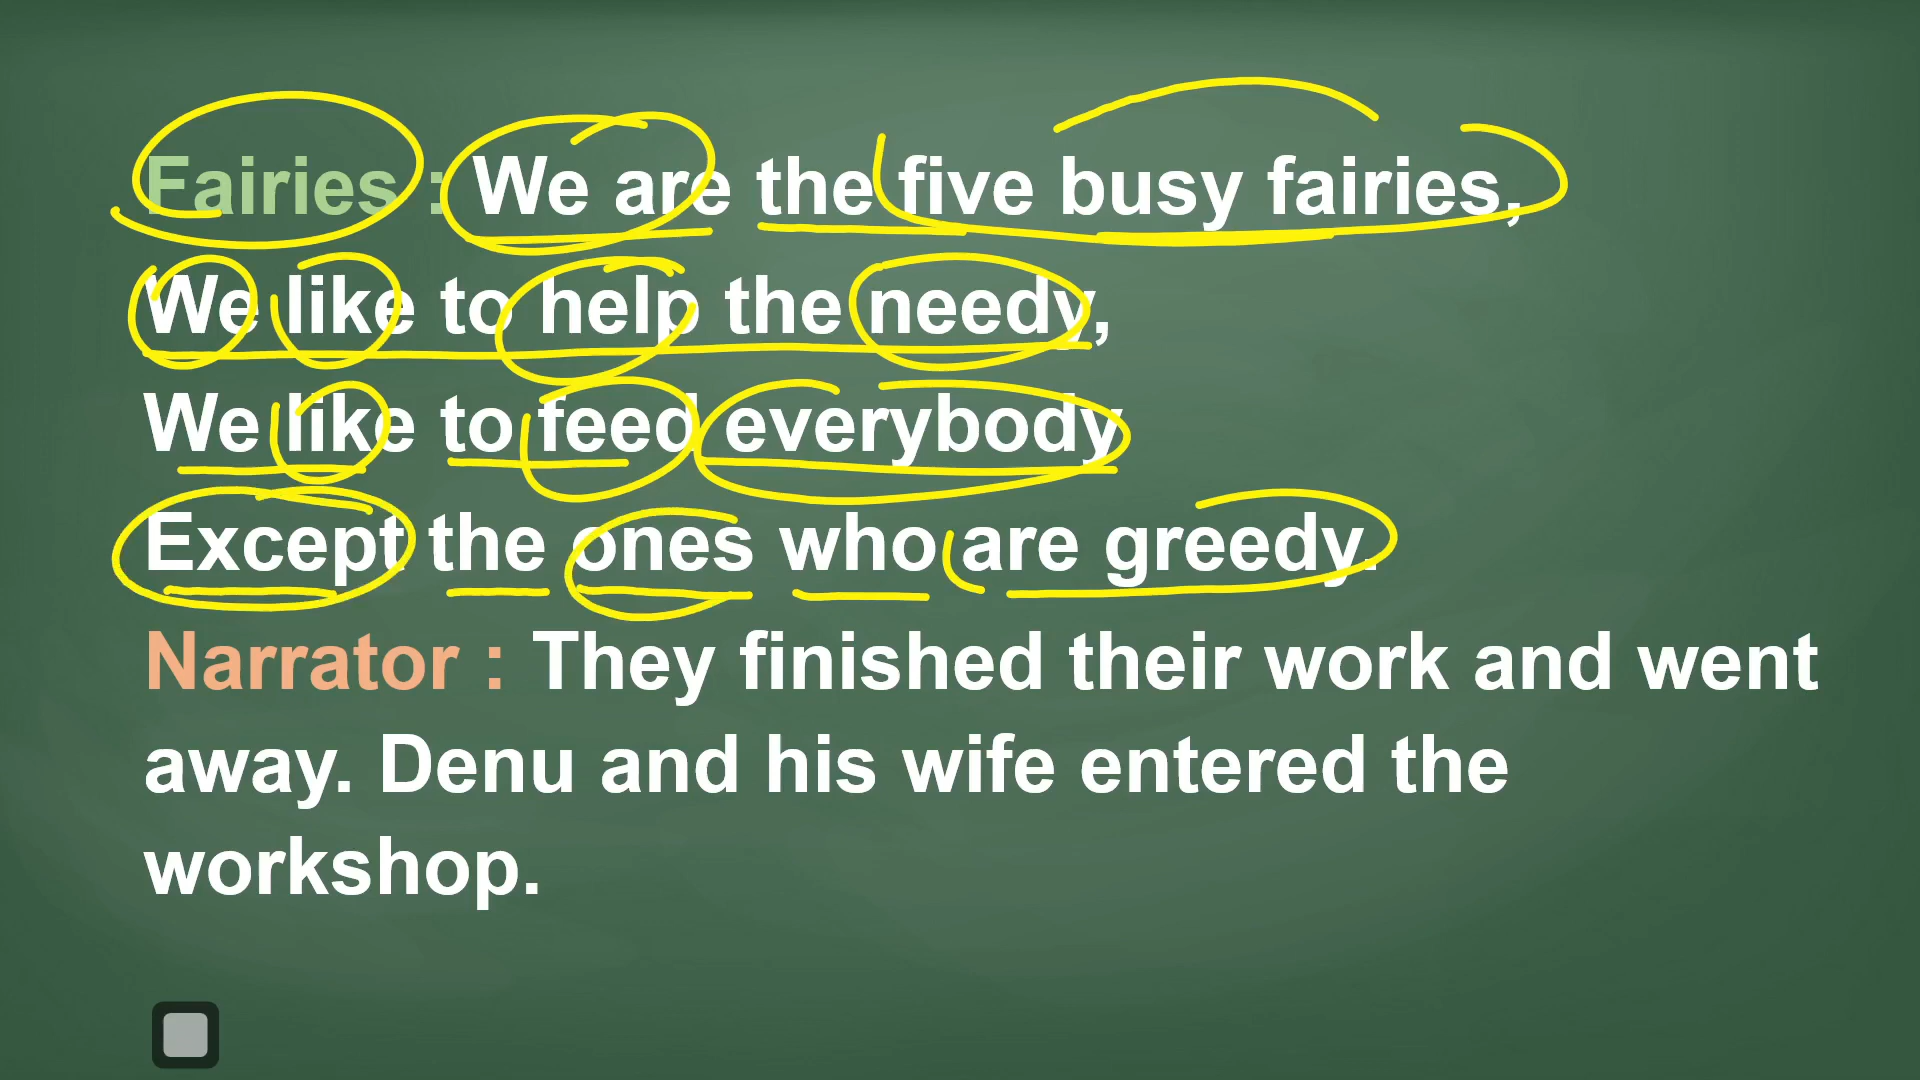 Fairies : We are the five busy fairies,
We like to help the needy,
We like to feed everybody
Except the ones who are greedy.
Narrator : They finished their work and went
away. Denu and his wife entered the
workshop.